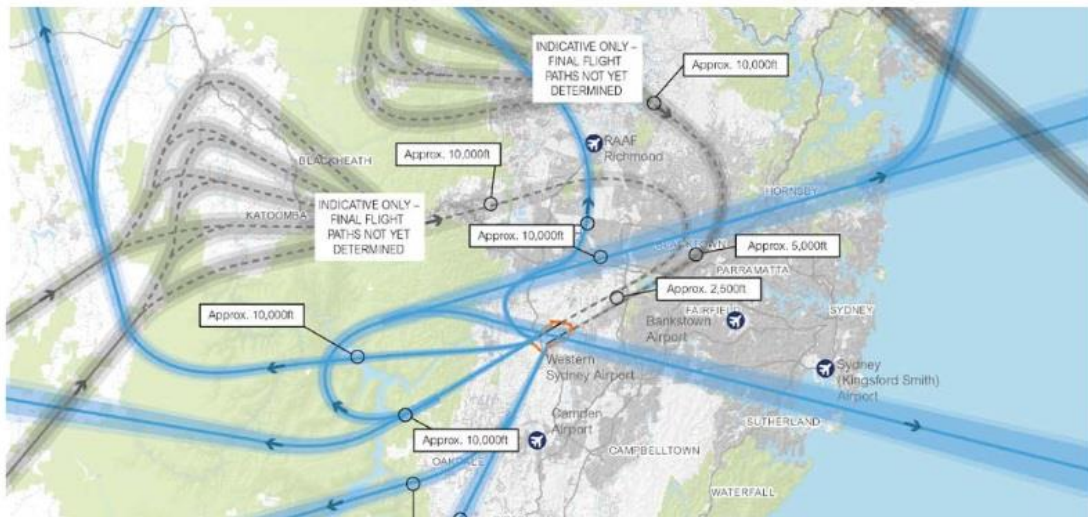 INDICATIVE ONLY –
FINAL FLIGHT
PATHS NOT YET
DETERMINED
Approx. 10,000ft
RAAF
Richmond
BLACKHEATH
Approx. 10,000ft
HORNSBY
KATOOMBA
INDICATIVE ONLY –
FINAL FLIGHT
PATHS NOT YET
DETERMINED
Approx. 10,000ft
BLACKTOWN
Approx. 5,000ft
PARRAMATTA
Approx. 2,500ft
Approx. 10,000ft
FAIRFIELD
SYDNEY
Bankstown
Airport
Western
Sydney Airport
Sydney
(Kingsford Smith)
Airport
Camden
Airport
SUTHERLAND
Approx. 10,000ft
OAKDALE
CAMPBELLTOWN
WATERFALL